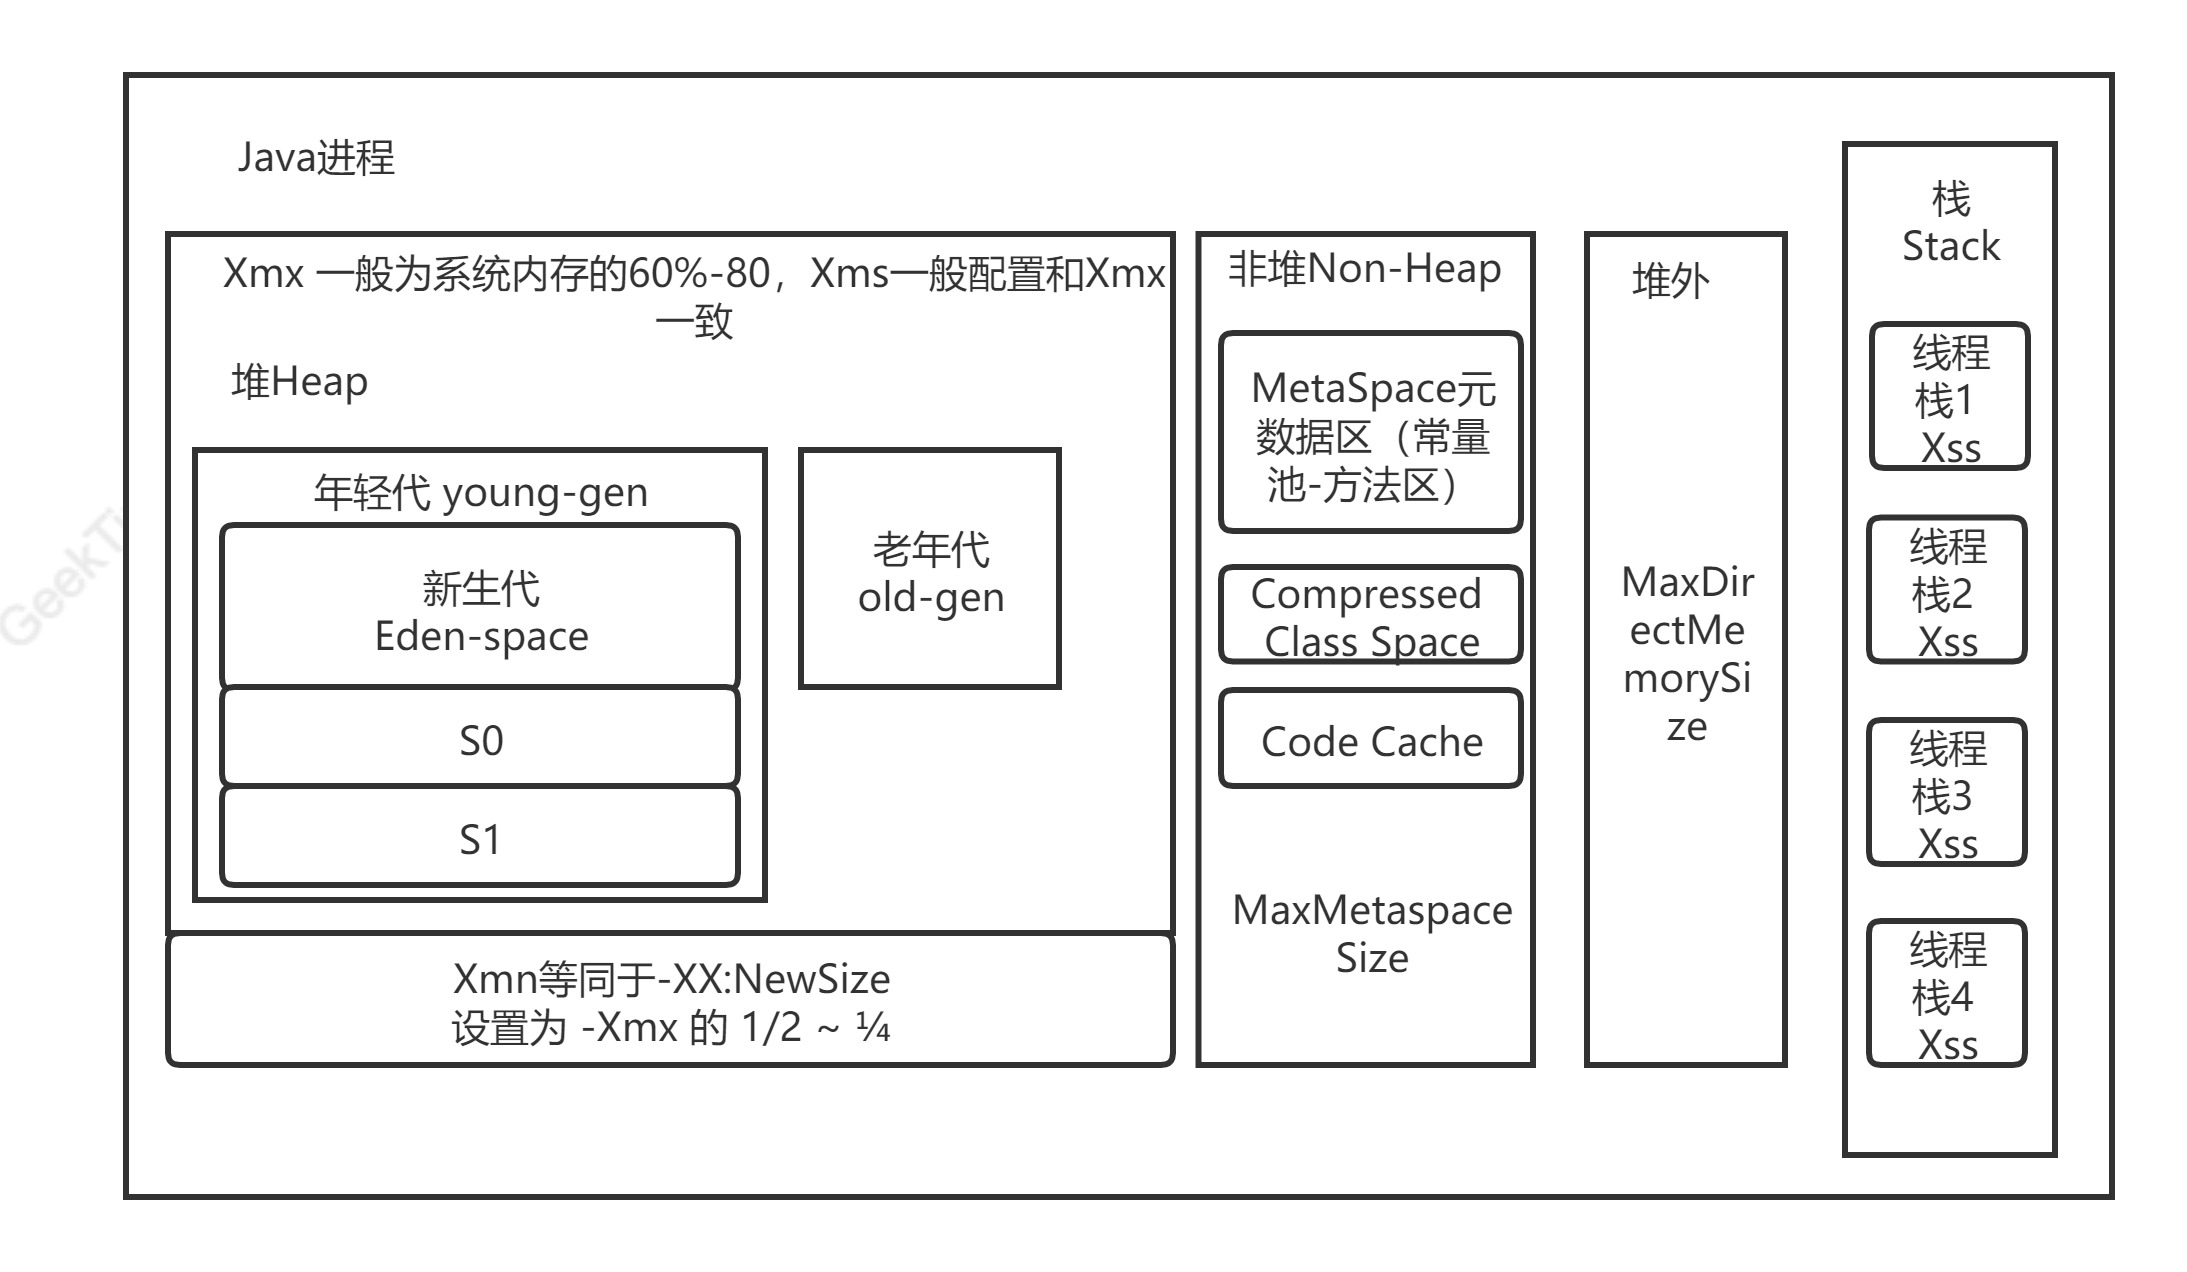 Java进程
Xmx 一般为系统内存的60%-80，Xms一般配置和Xmx
一致
堆Heap
年轻代 young-gen
新生代
Eden-space
S0
S1
老年代
old-gen
Xmn等同于-XX:NewSize
设置为 -Xmx 的 1/2 ~ ¼
非堆Non-Heap
MetaSpace元
数据区（常量
池-方法区）
Compressed
Class Space
Code Cache
MaxMetaspace
Size
堆外
MaxDir
ectMe
morySi
ze
栈
Stack
线程
栈1
Xss
线程
栈2
Xss
线程
栈3
Xss
线程
栈4
Xss